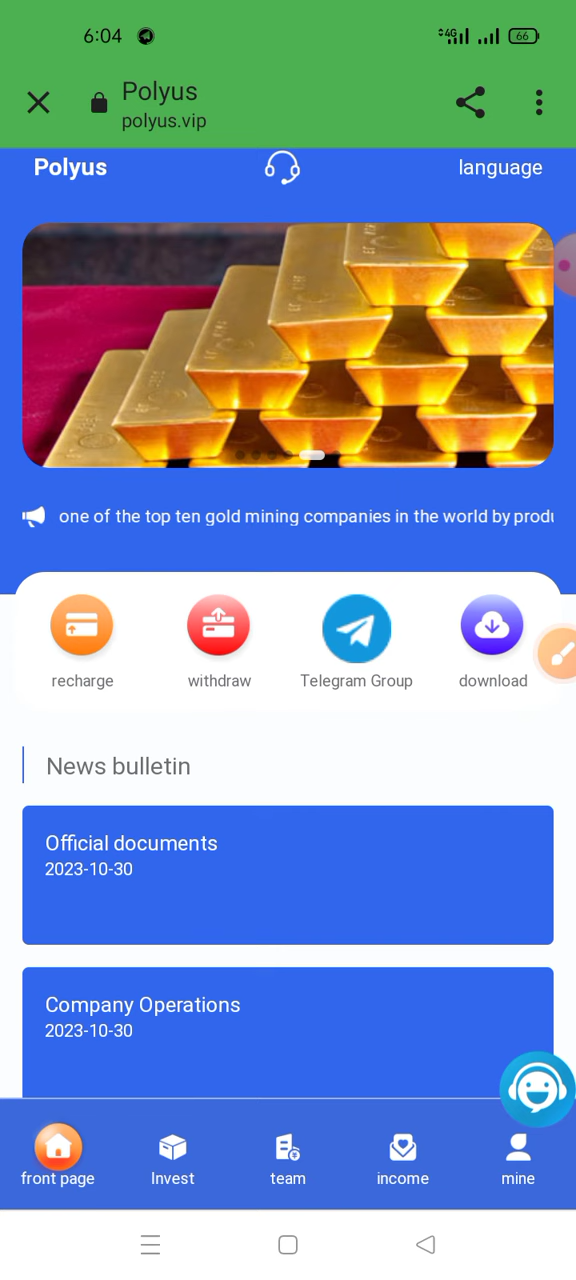 6:04
4G
66
Polyus
polyus.vip
Polyus
language
one of the top ten gold mining companies in the world by produ
recharge
withdraw
Telegram Group
download
News bulletin
Official documents
2023-10-30
Company Operations
2023-10-30
front page
Invest
team
income
mine